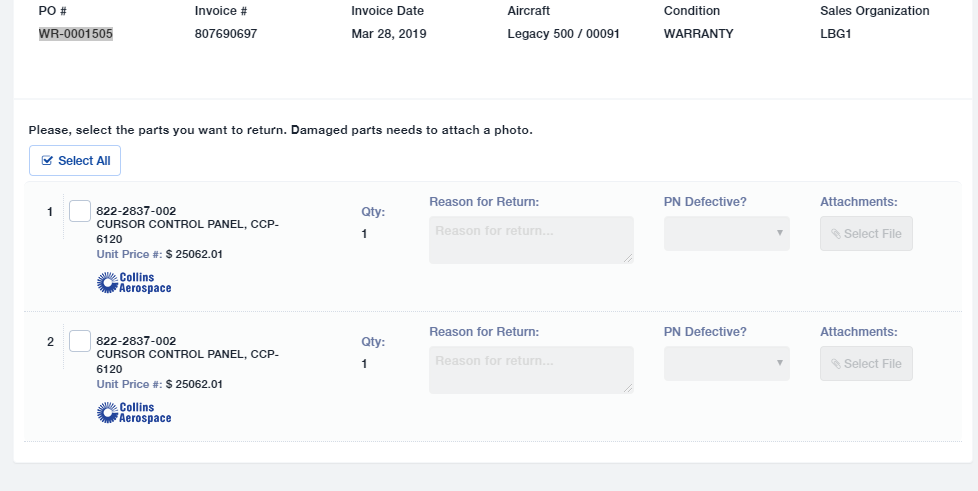 PO # Invoice # Invoice Date Aircraft Condition Sales Organization
WR-0001505 807690697 Mar 28, 2019 Legacy 500 / 00091 WARRANTY LBG1
Please, select the parts you want to return. Damaged parts needs to attach a photo.
Select All
1 822-2837-002 Qty: Reason for Return: PN Defective? Attachments:
CURSOR CONTROL PANEL, CCP- 1 Reason for return... Select File
6120
Unit Price #: $ 25062.01
Collins
Aerospace
2 822-2837-002 Qty: Reason for Return: PN Defective? Attachments:
CURSOR CONTROL PANEL, CCP- 1 Reason for return... Select File
6120
Unit Price #: $ 25062.01
Collins
Aerospace